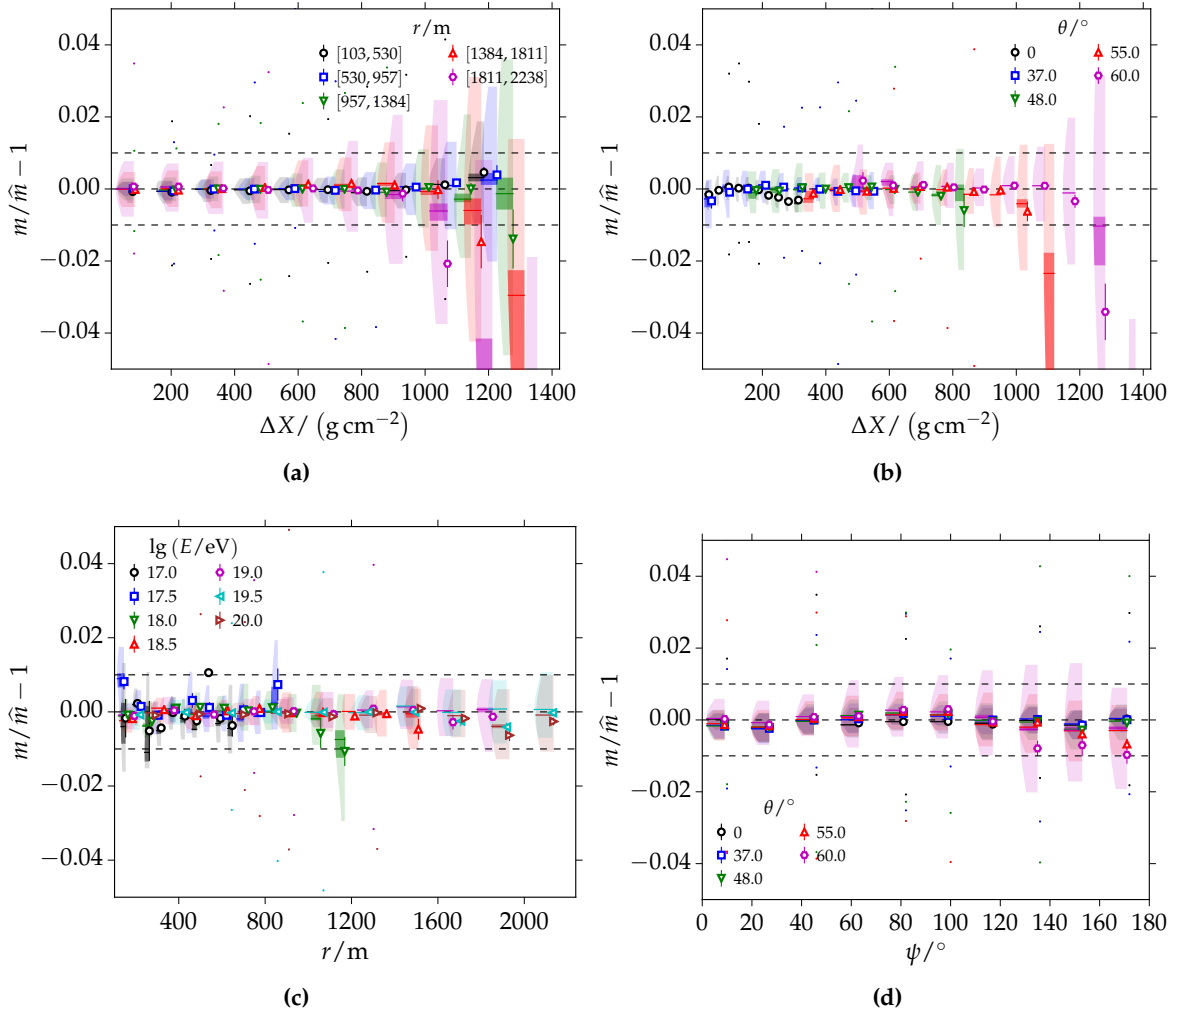 0.04
0.02
0.00
−0.02
−0.04
m/m̂ − 1
r/m
[103, 530]
[530, 957]
[957, 1384]
[1384, 1811]
[1811, 2238]
0 200 400 600 800 1000 1200 1400
ΔX/ (g cm⁻²)
(a)
0.04
0.02
0.00
−0.02
−0.04
m/m̂ − 1
θ/°
0
37.0
48.0
55.0
60.0
200 400 600 800 1000 1200 1400
ΔX/ (g cm⁻²)
(b)
0.04
0.02
0.00
−0.02
−0.04
m/m̂ − 1
lg (E/eV)
17.0
17.5
18.0
18.5
19.0
19.5
20.0
400 800 1200 1600 2000
r/m
(c)
0.04
0.02
0.00
−0.02
−0.04
m/m̂ − 1
θ/°
0
37.0
48.0
55.0
60.0
0 20 40 60 80 100 120 140 160 180
ψ/°
(d)